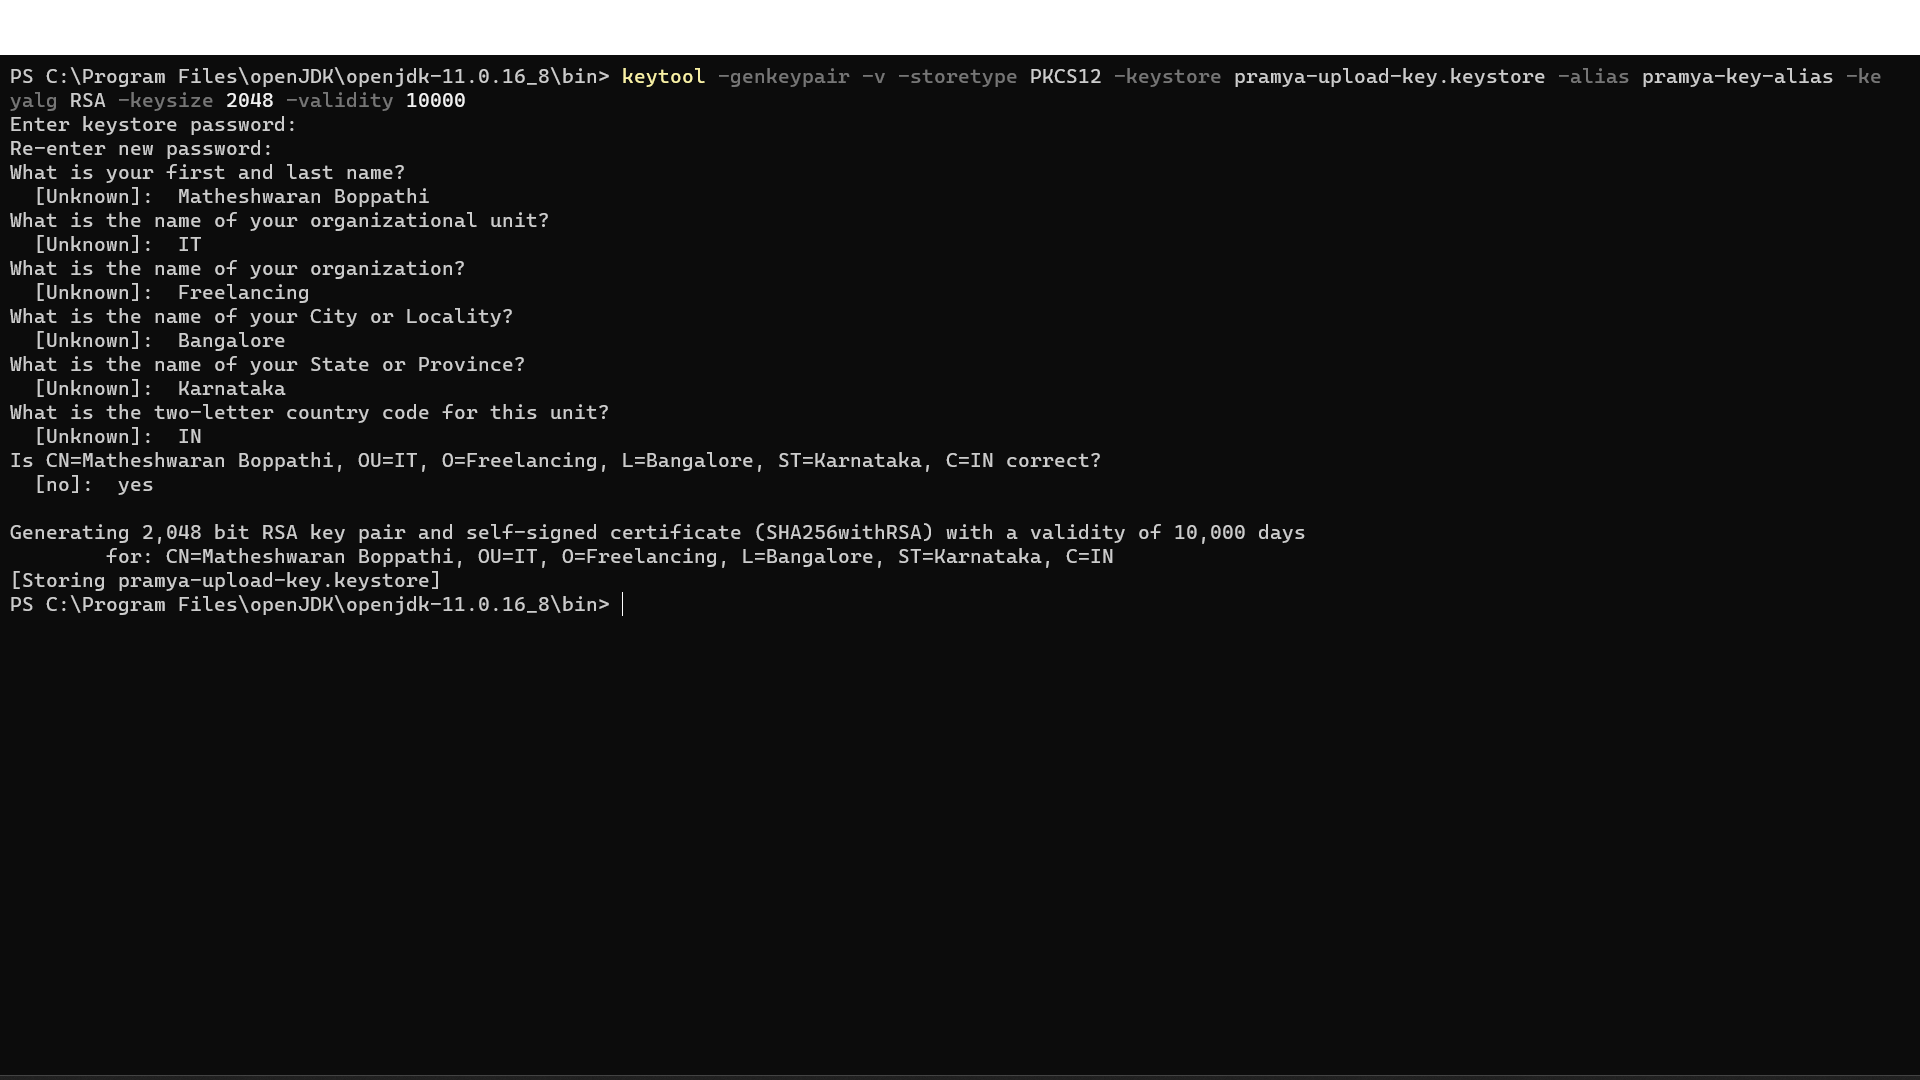 PS C:\Program Files\openJDK\openjdk-11.0.16_8\bin> keytool -genkeypair -v -storetype PKCS12 -keystore pramya-upload-key.keystore -alias pramya-key-alias -ke
yalg RSA -keysize 2048 -validity 10000
Enter keystore password:
Re-enter new password:
What is your first and last name?
  [Unknown]:  Matheshwaran Boppathi
What is the name of your organizational unit?
  [Unknown]:  IT
What is the name of your organization?
  [Unknown]:  Freelancing
What is the name of your City or Locality?
  [Unknown]:  Bangalore
What is the name of your State or Province?
  [Unknown]:  Karnataka
What is the two-letter country code for this unit?
  [Unknown]:  IN
Is CN=Matheshwaran Boppathi, OU=IT, O=Freelancing, L=Bangalore, ST=Karnataka, C=IN correct?
  [no]:  yes

Generating 2,048 bit RSA key pair and self-signed certificate (SHA256withRSA) with a validity of 10,000 days
        for: CN=Matheshwaran Boppathi, OU=IT, O=Freelancing, L=Bangalore, ST=Karnataka, C=IN
[Storing pramya-upload-key.keystore]
PS C:\Program Files\openJDK\openjdk-11.0.16_8\bin>